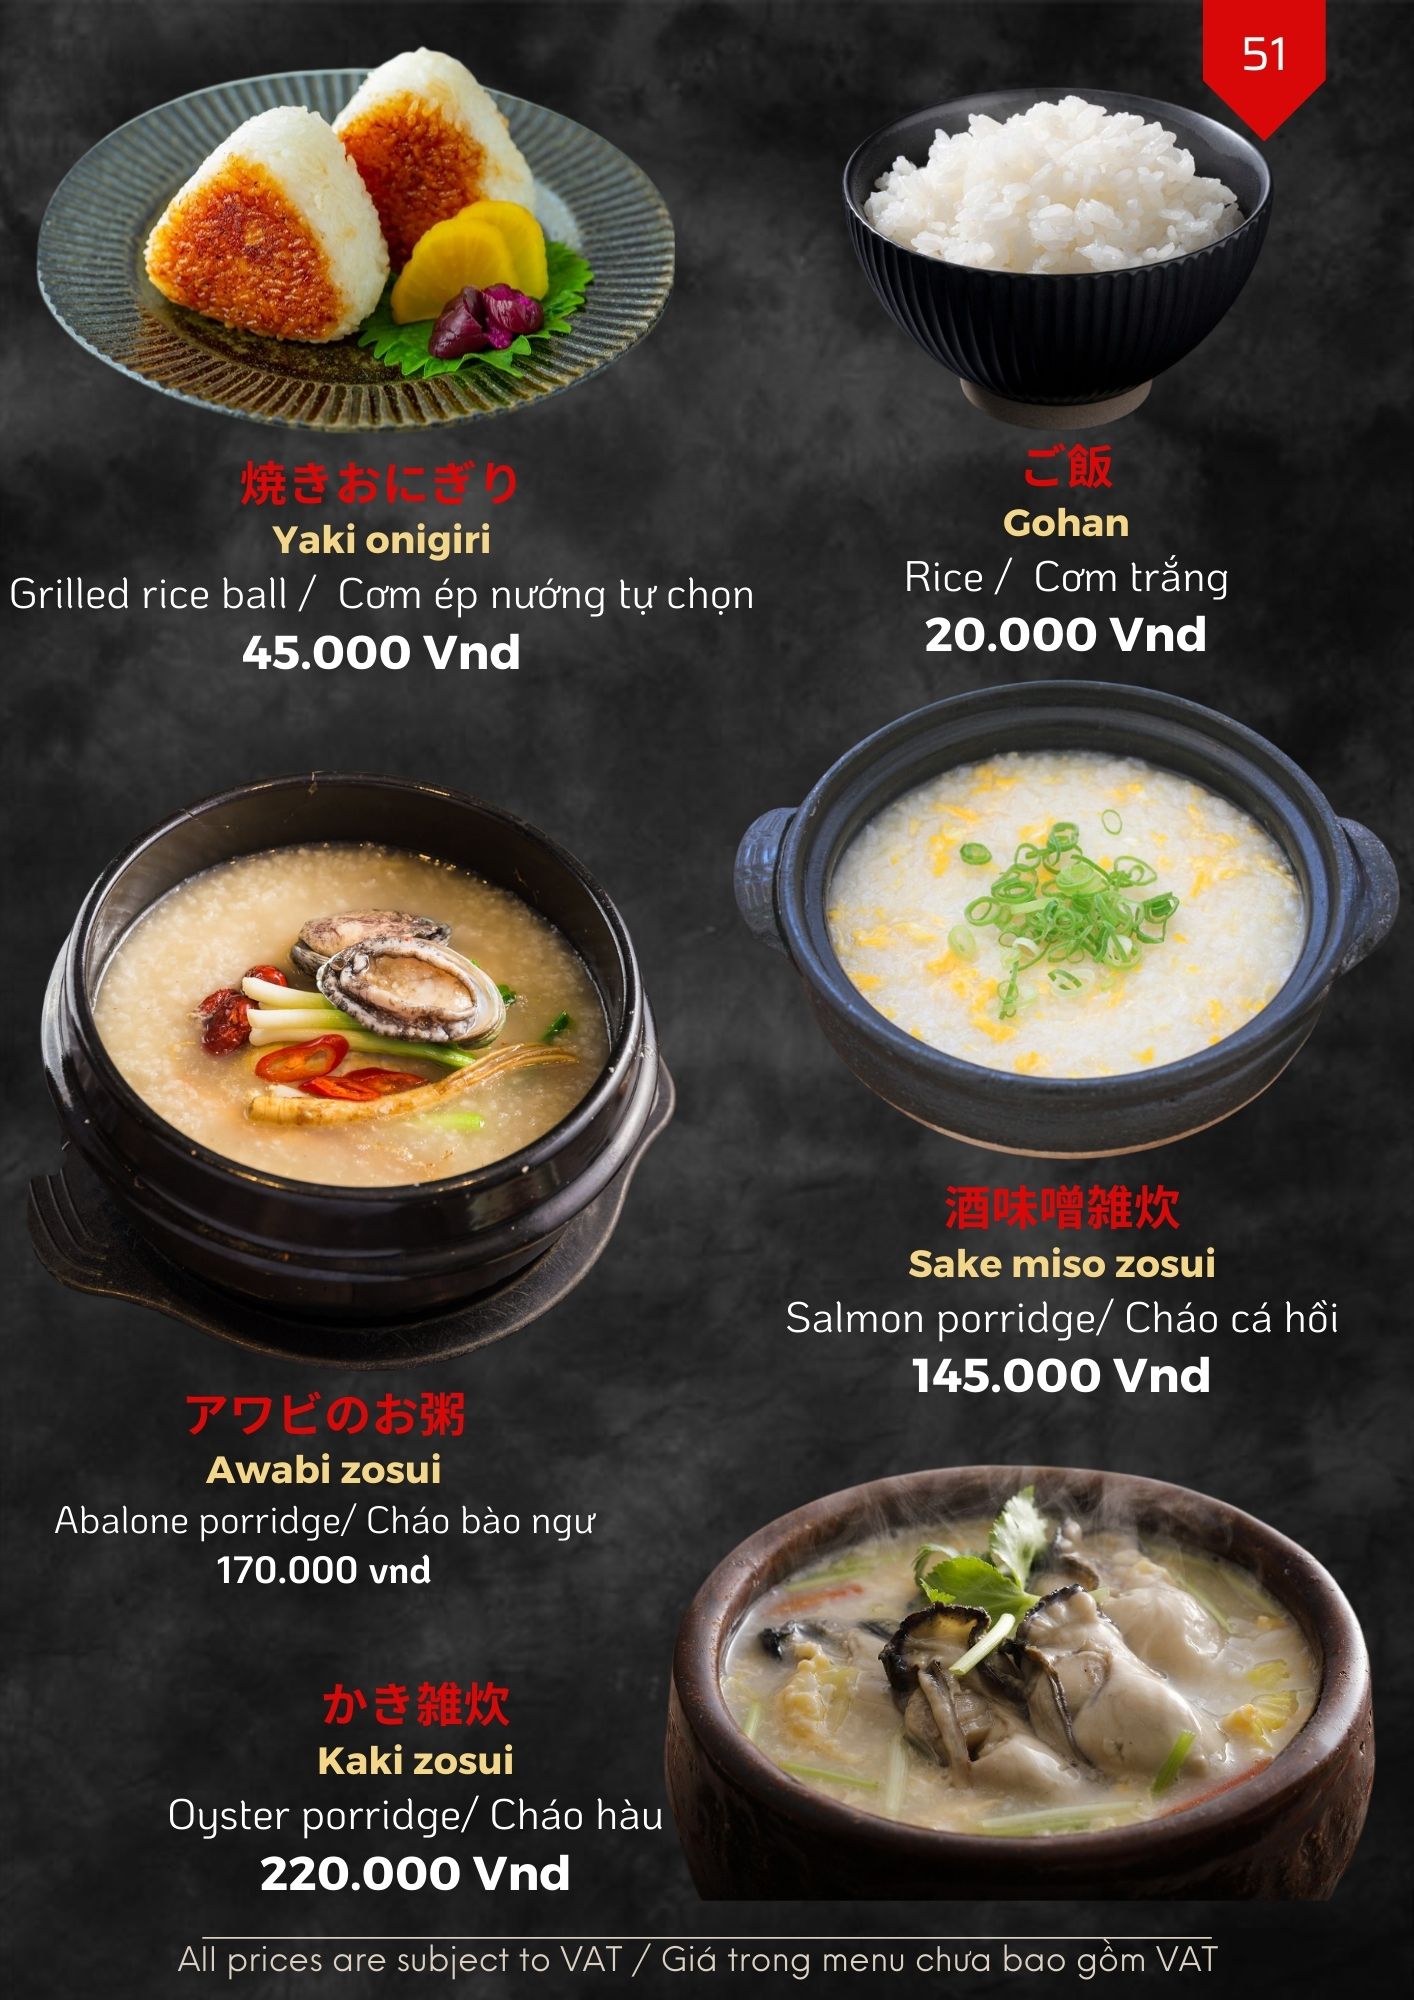 51
焼きおにぎり
Yaki onigiri
Grilled rice ball / Cơm ép nướng tự chọn
45.000 Vnd
ご飯
Gohan
Rice / Cơm trắng
20.000 Vnd
アワビのお粥
Awabi zosui
Abalone porridge/ Cháo bào ngư
170.000 vnd
酒味噌雑炊
Sake miso zosui
Salmon porridge/ Cháo cá hồi
145.000 Vnd
かき雑炊
Kaki zosui
Oyster porridge/ Cháo hàu
220.000 Vnd
All prices are subject to VAT / Giá trong menu chưa bao gồm VAT